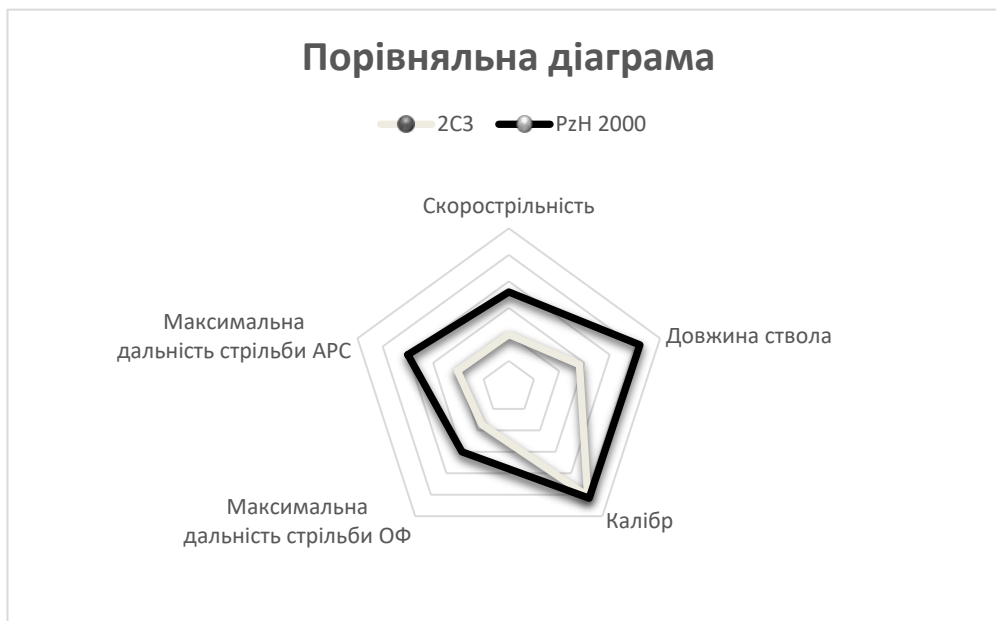 Порівняльна діаграма
2С3 PzH 2000
Скорострільність
Максимальна
дальність стрільби АРС
Довжина ствола
Максимальна
дальність стрільби ОФ
Калібр